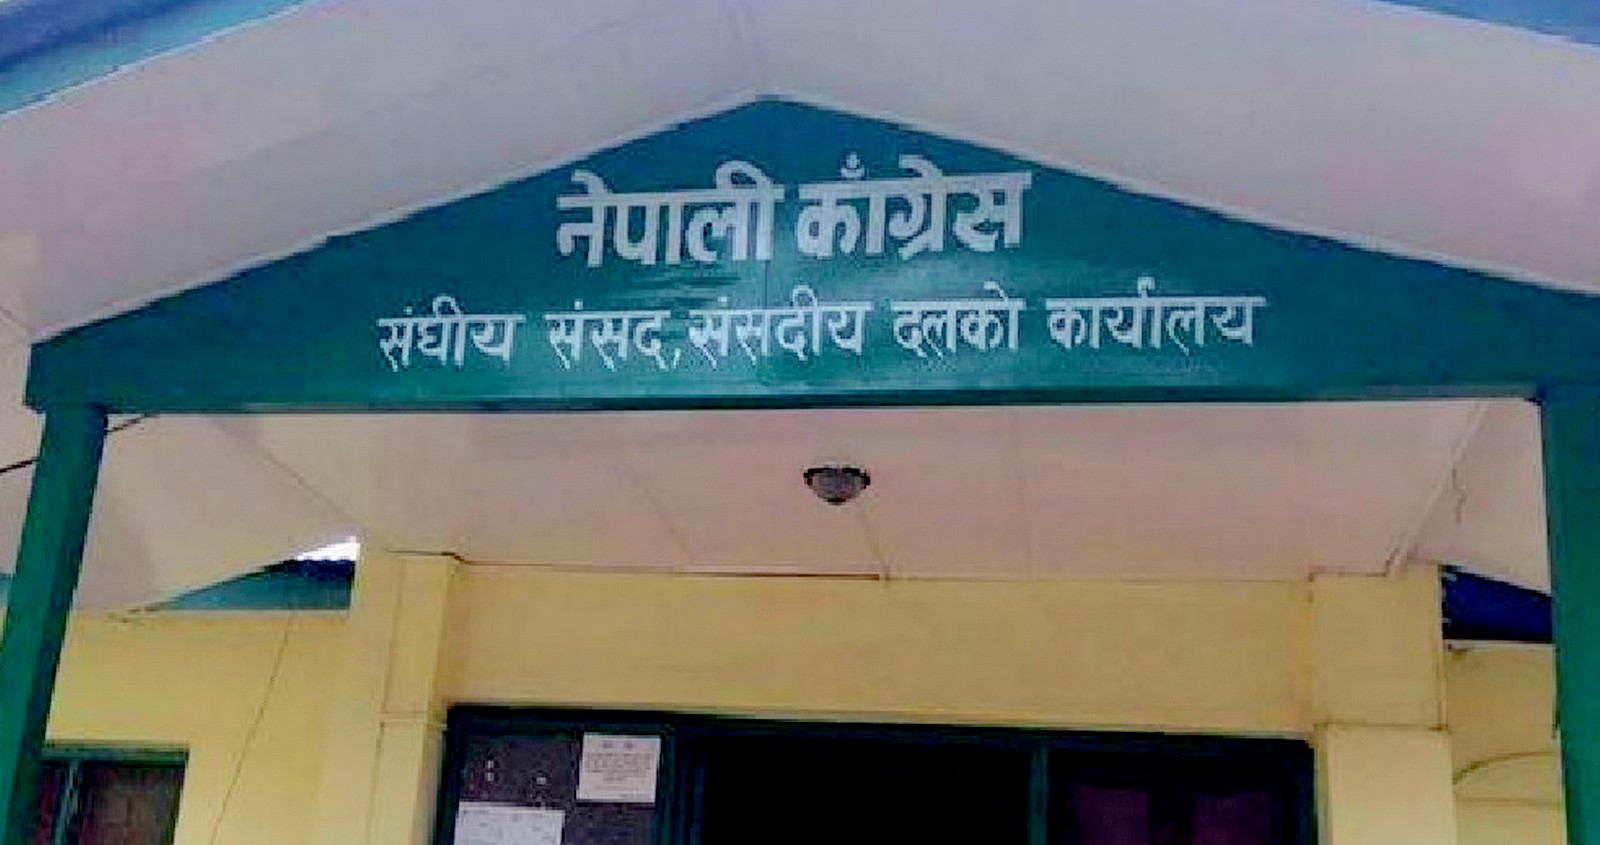 नेपाली काँग्रेस
संघीय संसद, संसदीय दलको कार्यालय